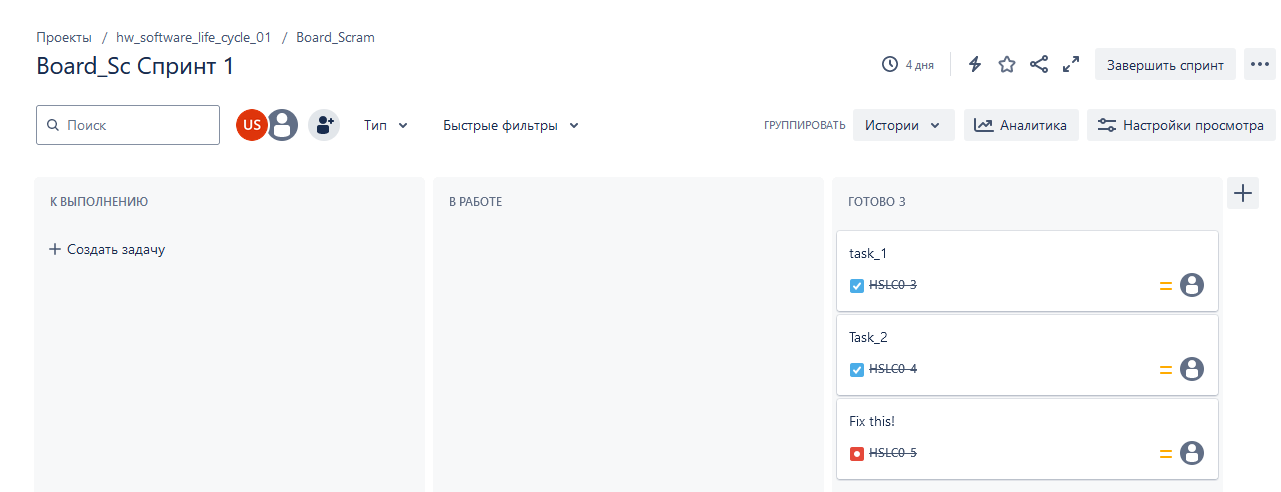 Проекты / hw_software_life_cycle_01 / Board_Scram
Board_Sc Спринт 1
4 дня
Завершить спринт
Поиск
US
Тип
Быстрые фильтры
ГРУППИРОВАТЬ
Истории
Аналитика
Настройки просмотра
К ВЫПОЛНЕНИЮ
В РАБОТЕ
ГОТОВО 3
+ Создать задачу
task_1
HSLC0-3
Task_2
HSLC0-4
Fix this!
HSLC0-5